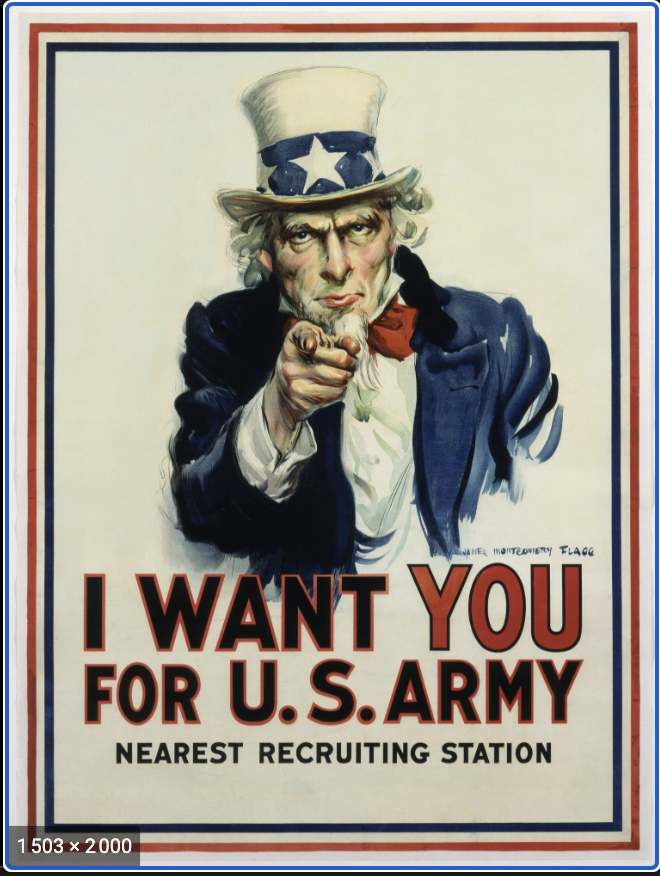 JAMES MONTGOMERY FLAGG
I WANT YOU
FOR U.S. ARMY
NEAREST RECRUITING STATION
1503 × 2000